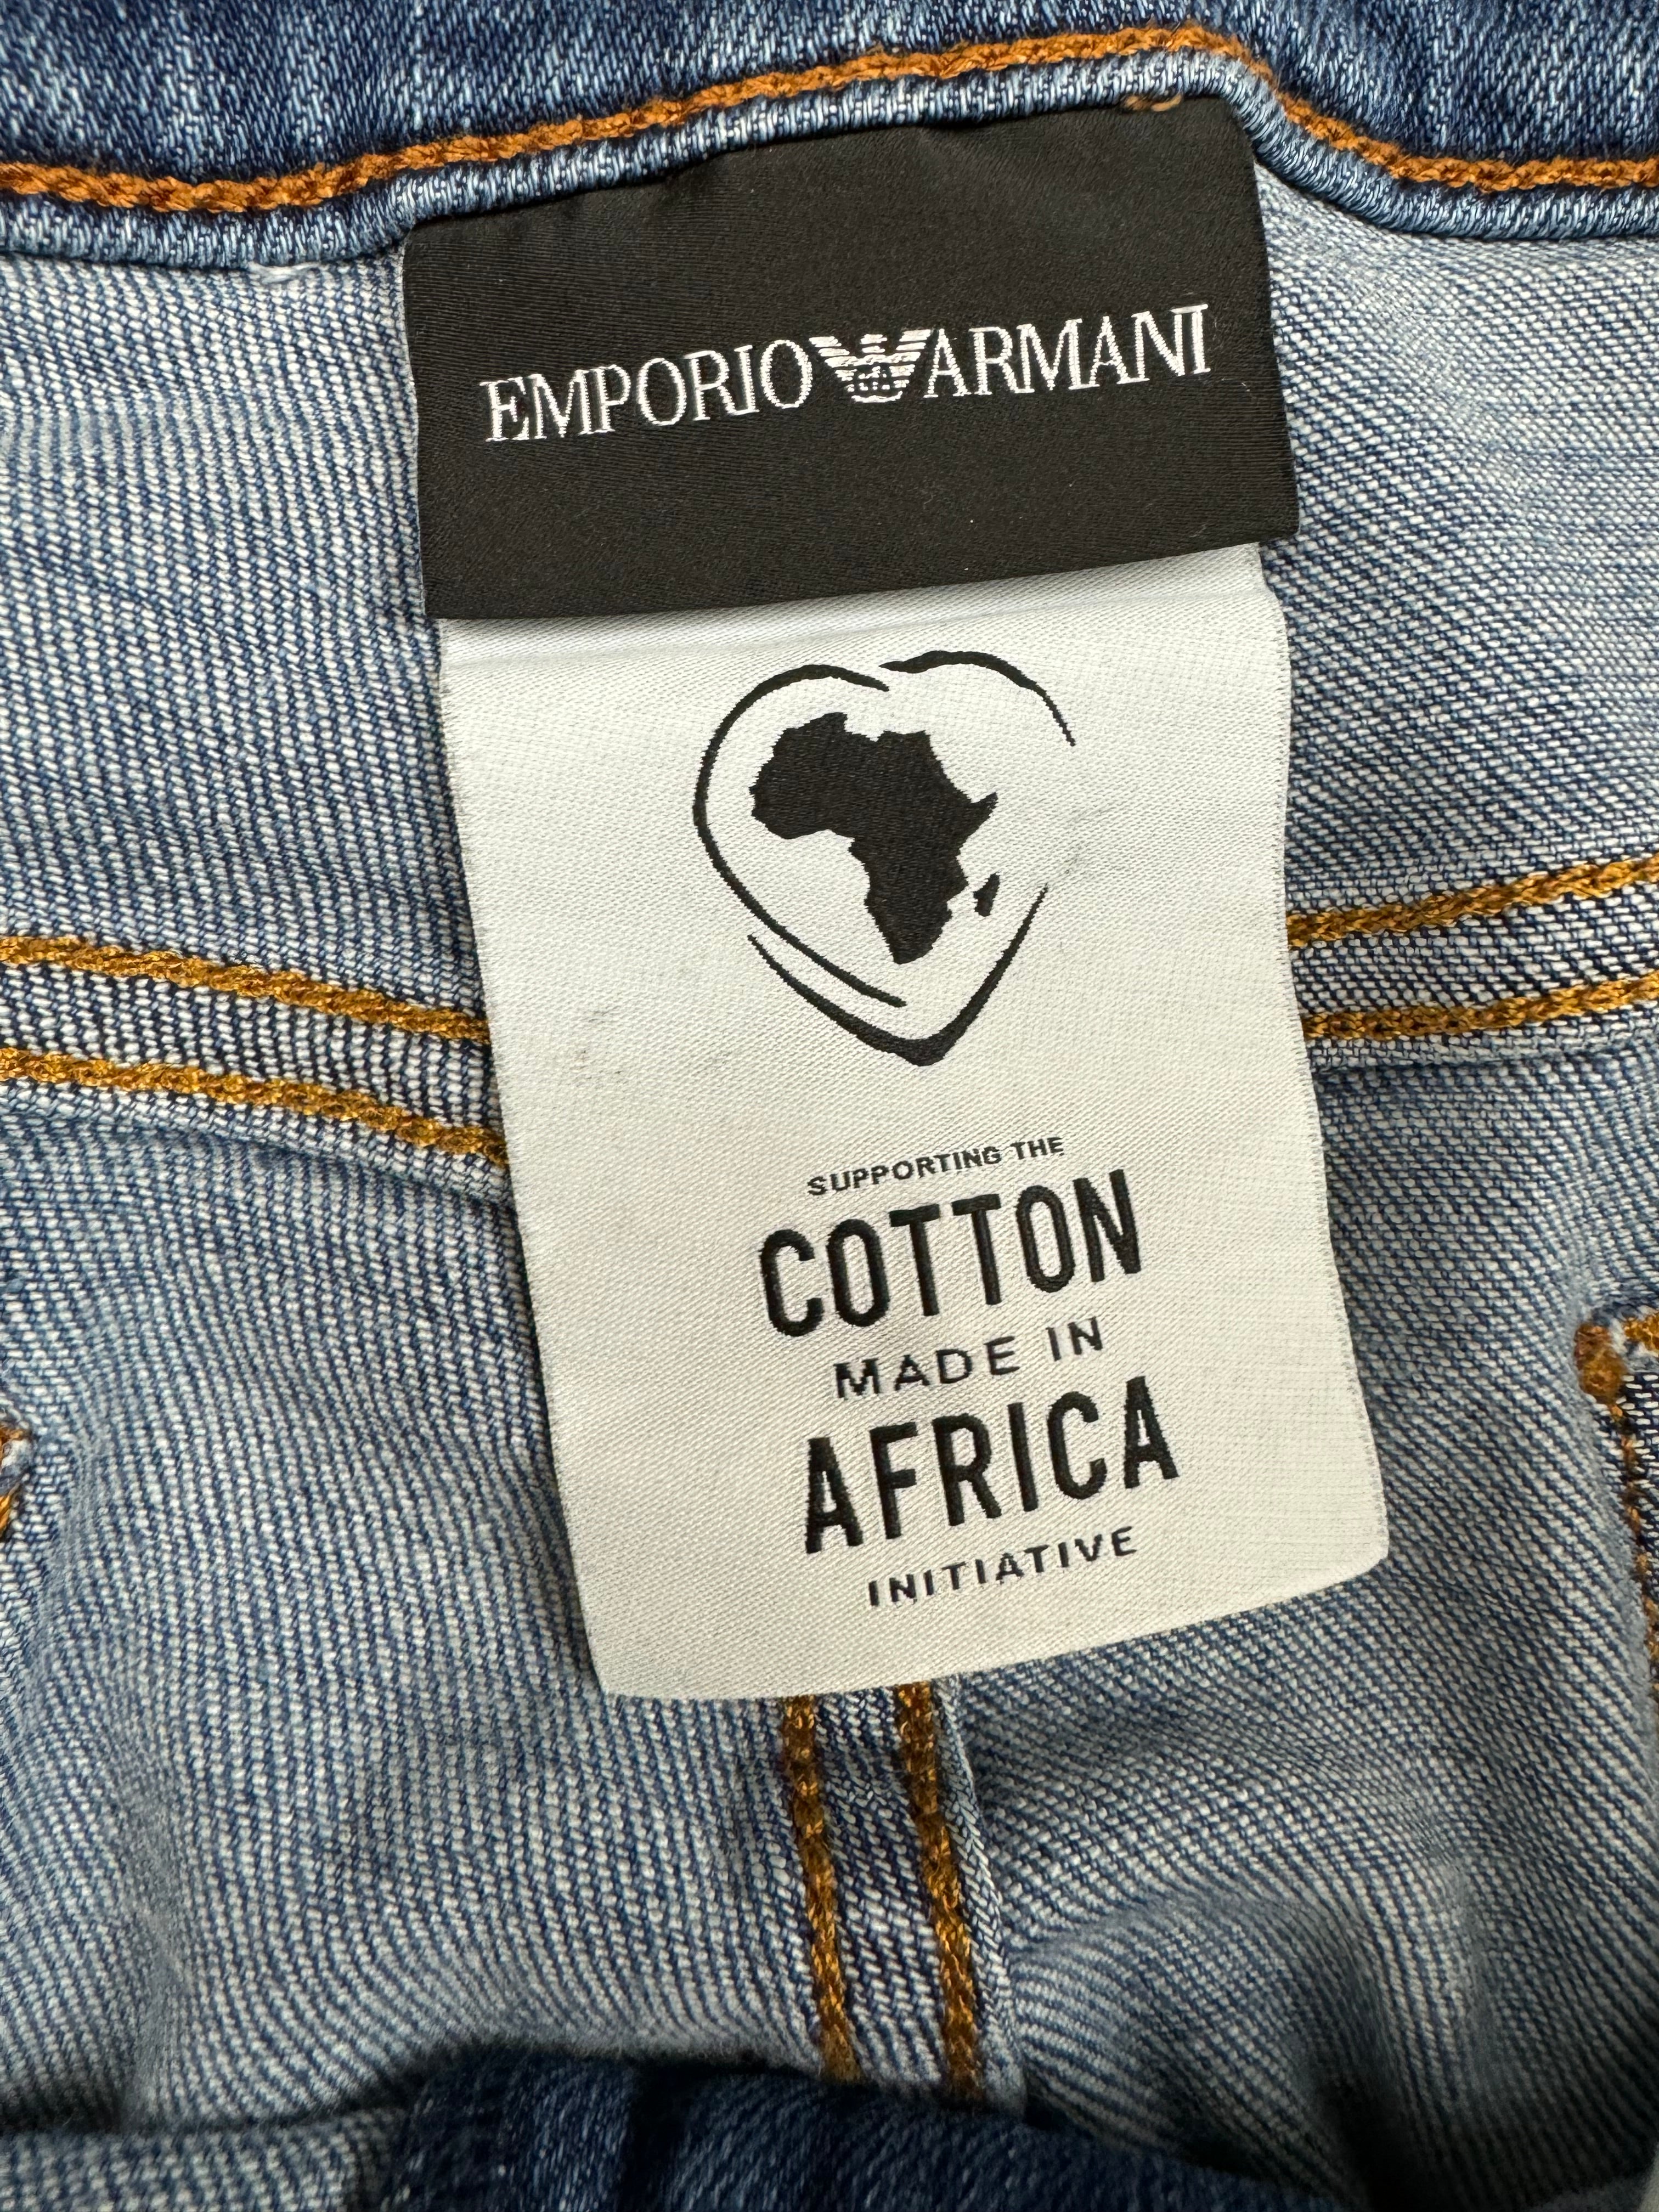 EMPORIO ARMANI
SUPPORTING THE
COTTON
MADE IN
AFRICA
INITIATIVE